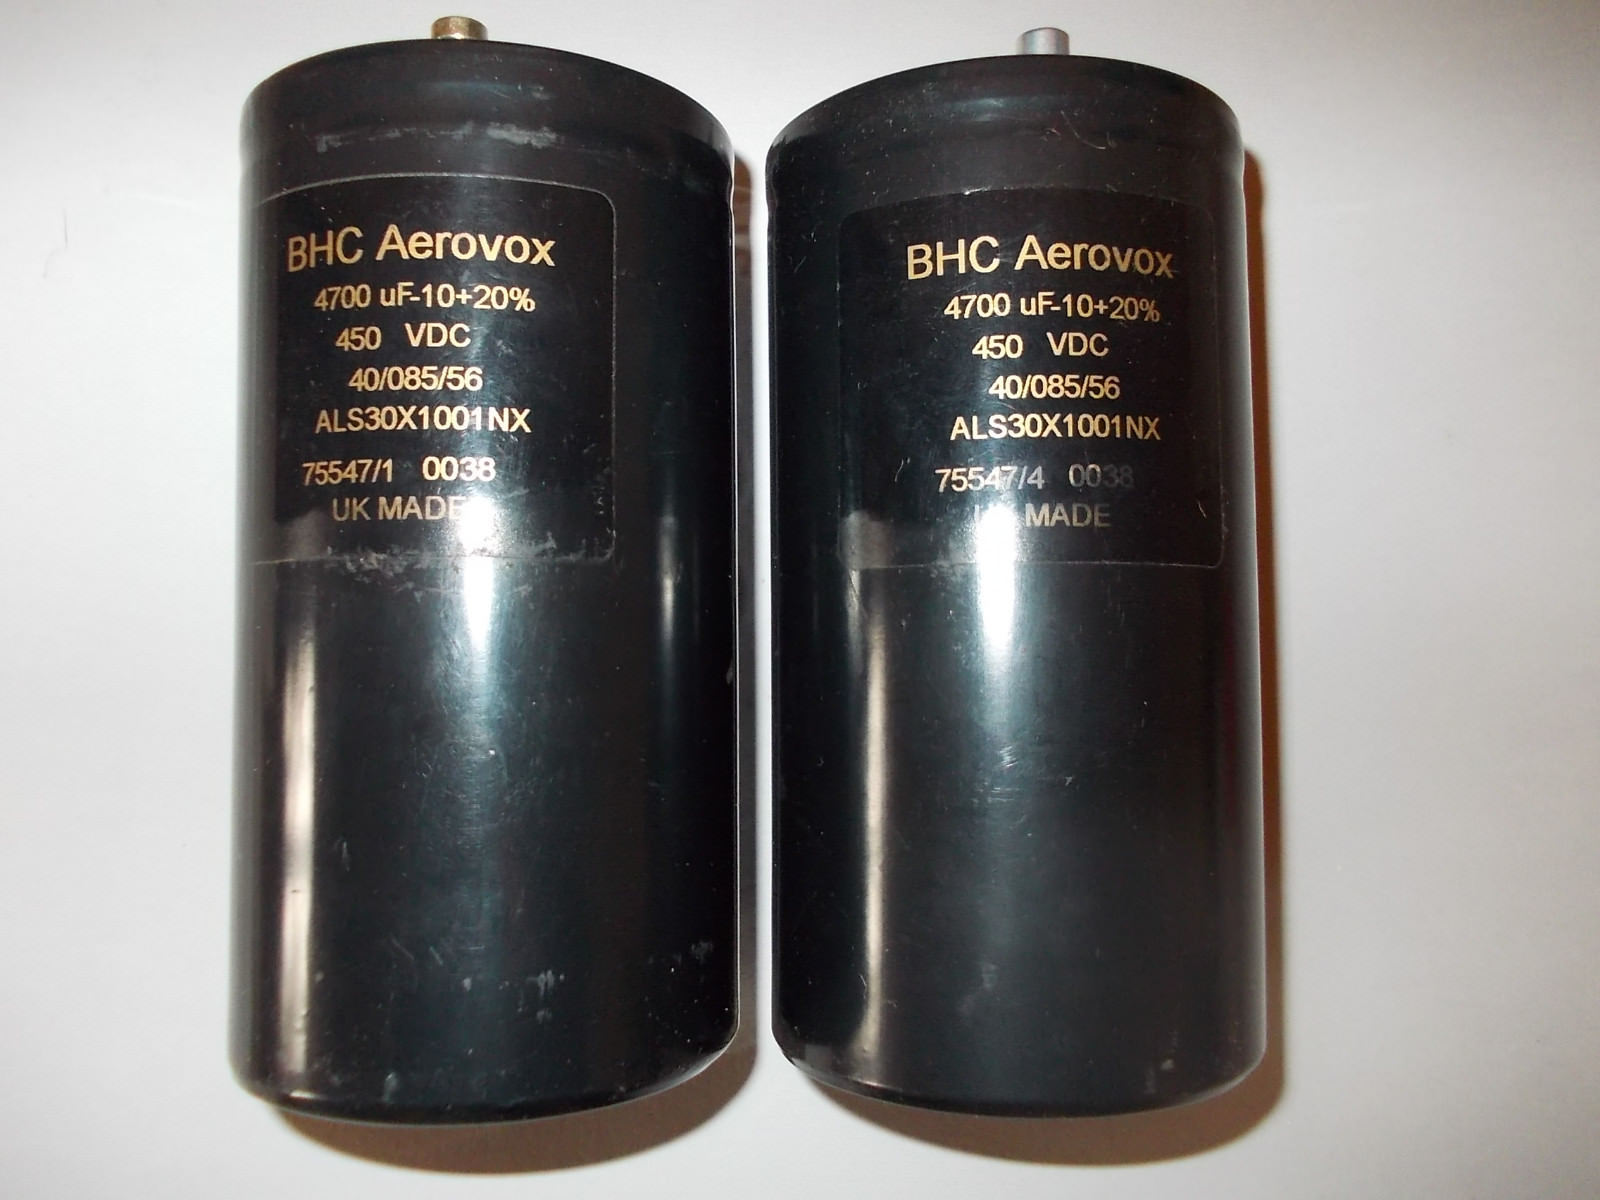 BHC Aerovox
4700 uF-10+20%
450 VDC
40/085/56
ALS30X1001NX
75547/1 0038
UK MADE
BHC Aerovox
4700 uF-10+20%
450 VDC
40/085/56
ALS30X1001NX
75547/4 0038
MADE